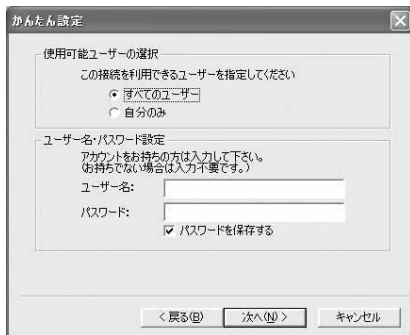 かんたん設定
使用可能ユーザーの選択
この接続を利用できるユーザーを指定してください
すべてのユーザー
自分のみ
ユーザー名・パスワード設定
アカウントをお持ちの方は入力して下さい。
(お持ちでない場合は入力不要です。)
ユーザー名:
パスワード:
パスワードを保存する
< 戻る(B) 次へ(N) > キャンセル